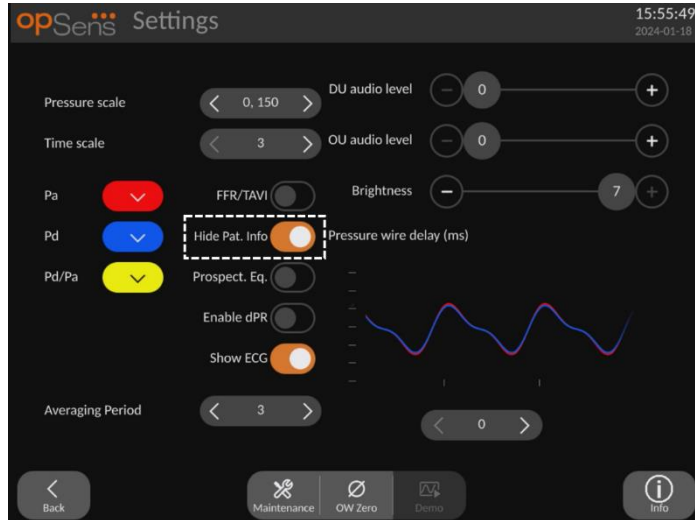 opSens Settings
15:55:49
2024-01-18
Pressure scale
0, 150
DU audio level
0
Time scale
3
OU audio level
0
Pa
FFR/TAVI
Brightness
7
Pd
Hide Pat. Info
Pressure wire delay (ms)
Pd/Pa
Prospect. Eq.
Enable dPR
Show ECG
Averaging Period
3
0
Back
Maintenance
OW Zero
Demo
Info